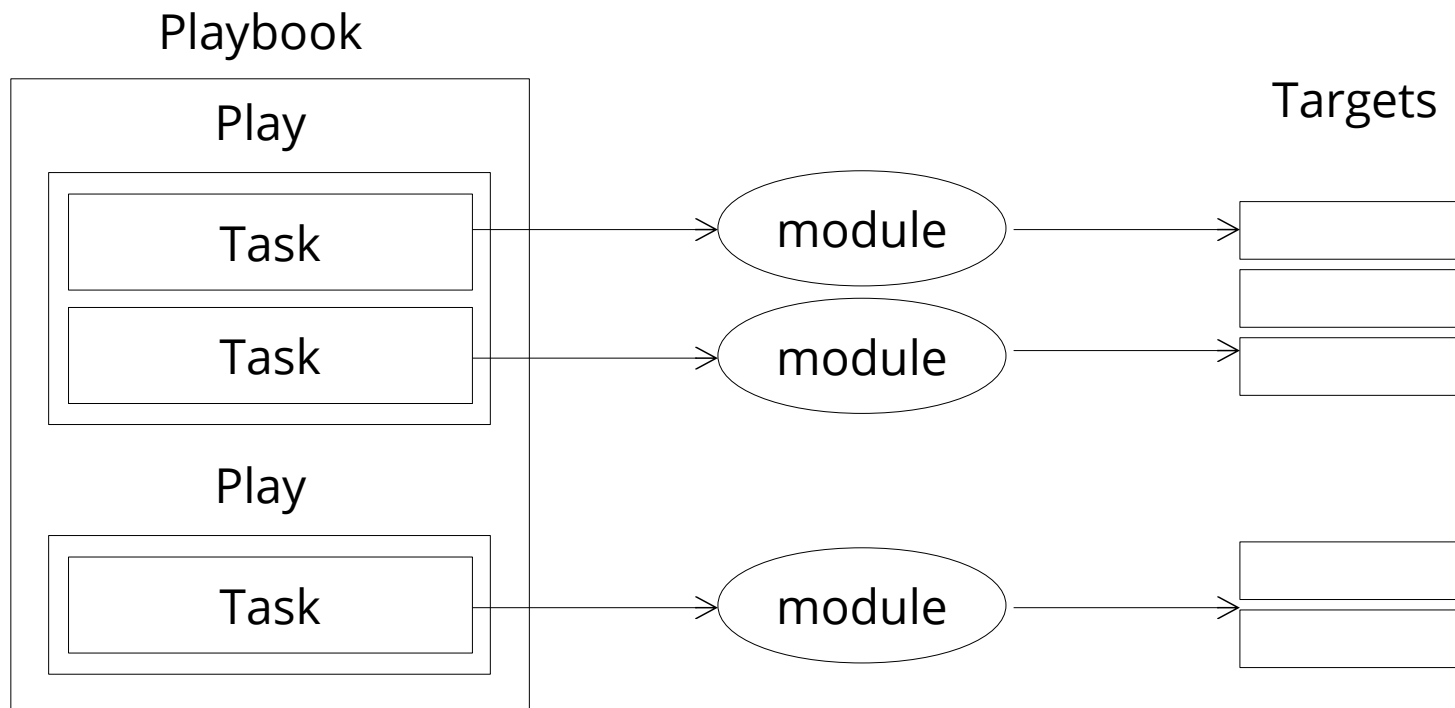 Playbook
Targets
Play
Task
module
Task
module
Play
Task
module